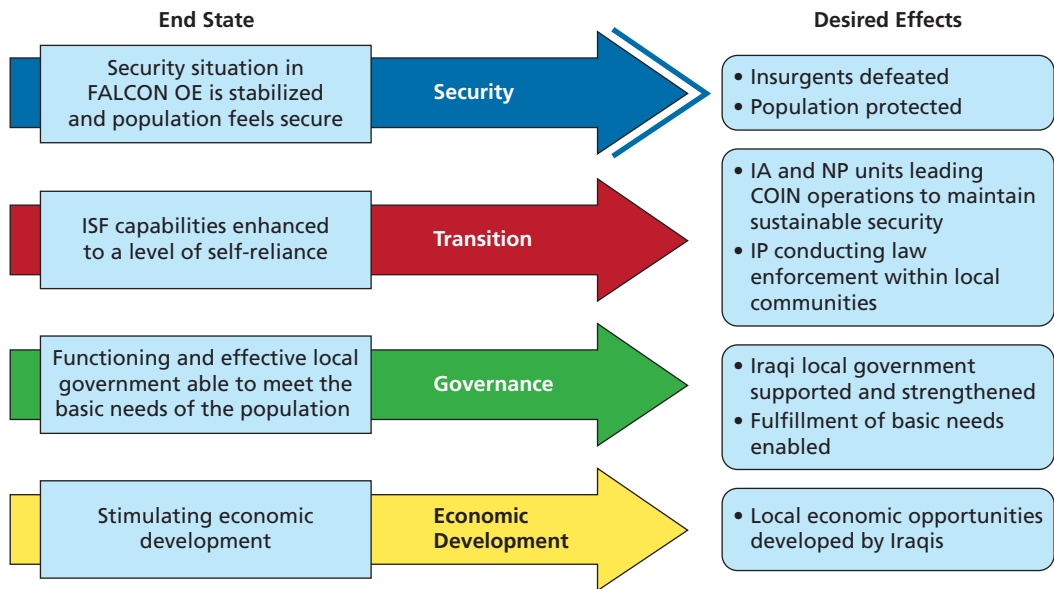 End State
Desired Effects
Security situation in
FALCON OE is stabilized
and population feels secure
Security
• Insurgents defeated
• Population protected
ISF capabilities enhanced
to a level of self-reliance
Transition
• IA and NP units leading
COIN operations to maintain
sustainable security
• IP conducting law
enforcement within local
communities
Functioning and effective local
government able to meet the
basic needs of the population
Governance
• Iraqi local government
supported and strengthened
• Fulfillment of basic needs
enabled
Stimulating economic
development
Economic
Development
• Local economic opportunities
developed by Iraqis